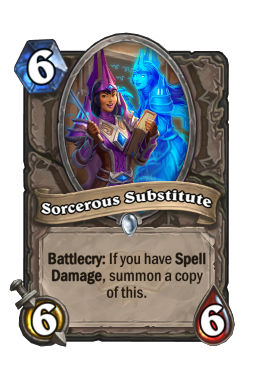 6
Sorcerous Substitute
Battlecry: If you have Spell
Damage, summon a copy
of this.
6 6